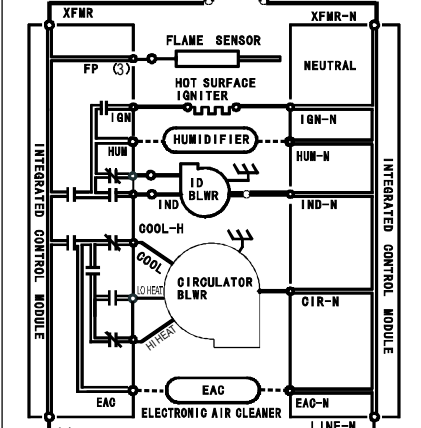 XFMR
XFMR-N
FLAME SENSOR
FP (3)
NEUTRAL
HOT SURFACE
IGNITER
IGN
IGN-N
HUMIDIFIER
HUM
HUM-N
ID
BLWR
IND
IND-N
INTEGRATED CONTROL MODULE
INTEGRATED CONTROL MODULE
COOL-H
COOL
CIRCULATOR
BLWR
LO HEAT
CIR-N
HI HEAT
EAC
EAC
EAC-N
ELECTRONIC AIR CLEANER
LINE-N